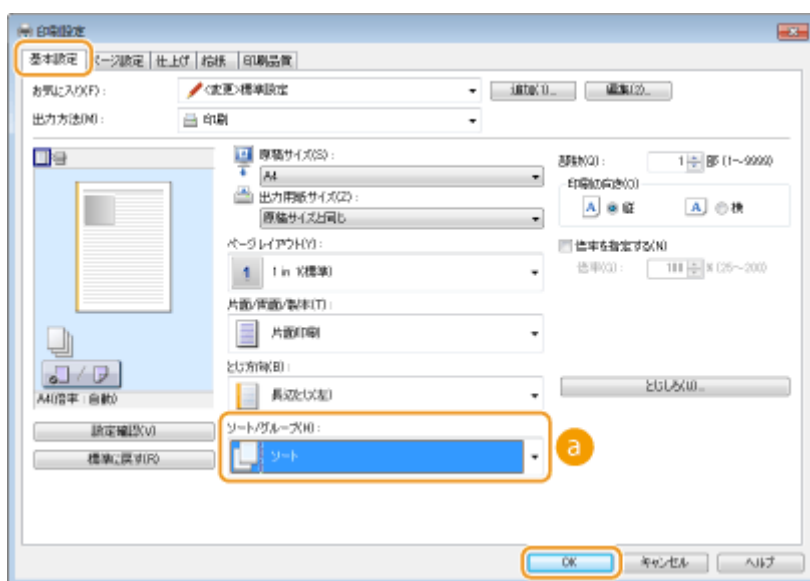 印刷設定
基本設定 ページ設定 仕上げ 給紙 印刷品質
お気に入り(F): <変更>標準設定 追加(1)... 編集(2)...
出力方法(M): 印刷
原稿サイズ(S):
A4
出力用紙サイズ(Z):
原稿サイズと同じ
部数(Q): 1 部 (1~9999)
印刷の向き(O)
A 縦 A 横
ページレイアウト(Y):
1 1 in 1(標準)
倍率を指定する(N)
倍率(G): 100 % (25~200)
片面/両面/製本(T):
片面印刷
とじ方向(B):
長辺とじ(左)
とじしろ(U)...
A4(倍率:自動)
設定確認(V)
標準に戻す(R)
ソート/グループ(H):
ソート
a
OK キャンセル ヘルプ